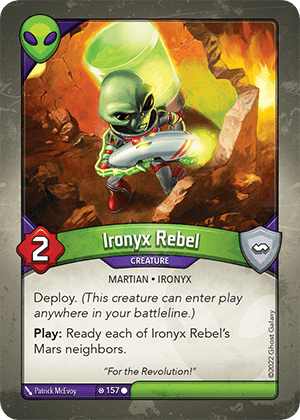 Ironyx Rebel
2
CREATURE
MARTIAN • IRONYX
Deploy. (This creature can enter play
anywhere in your battleline.)
Play: Ready each of Ironyx Rebel's
Mars neighbors.
"For the Revolution!"
Patrick McEvoy
157
©2022 Ghost Galaxy